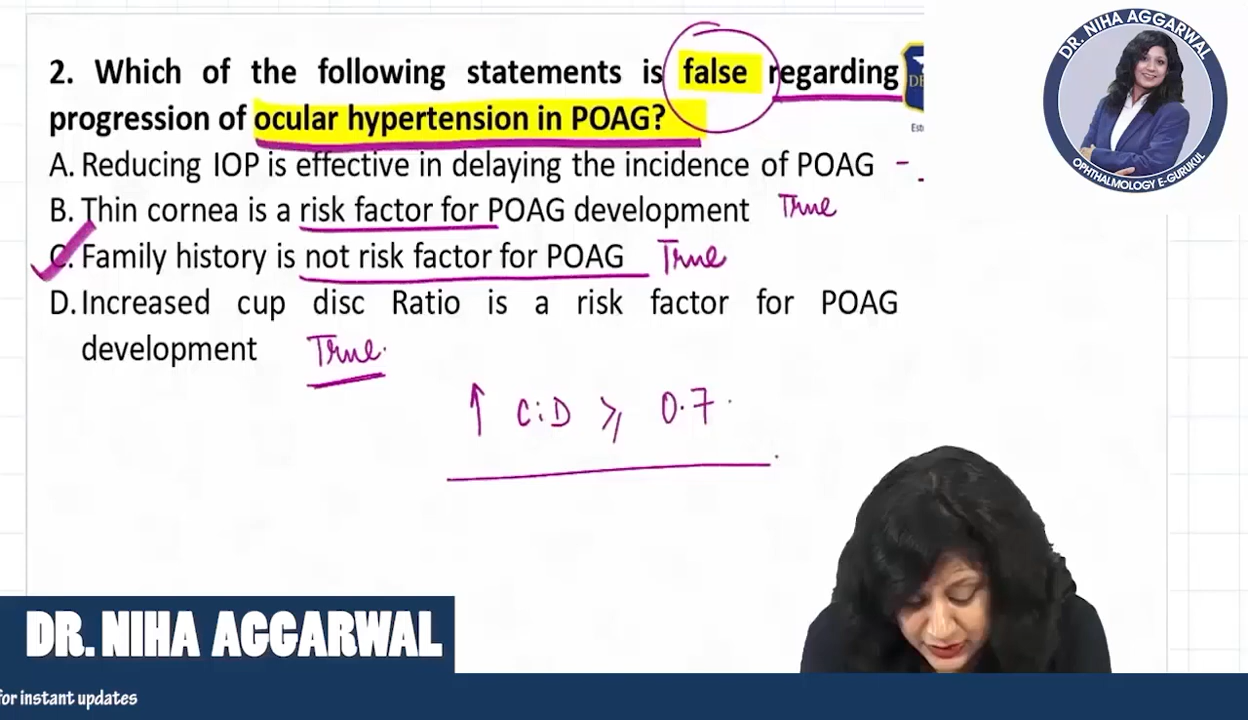 DR. NIHA AGGARWAL
OPHTHALMOLOGY E-GURUKUL
2. Which of the following statements is false regarding
progression of ocular hypertension in POAG?
A. Reducing IOP is effective in delaying the incidence of POAG -
B. Thin cornea is a risk factor for POAG development True
C. Family history is not risk factor for POAG True
D. Increased cup disc Ratio is a risk factor for POAG
development True.
↑ C:D ⩾ 0.7.
DR. NIHA AGGARWAL
for instant updates